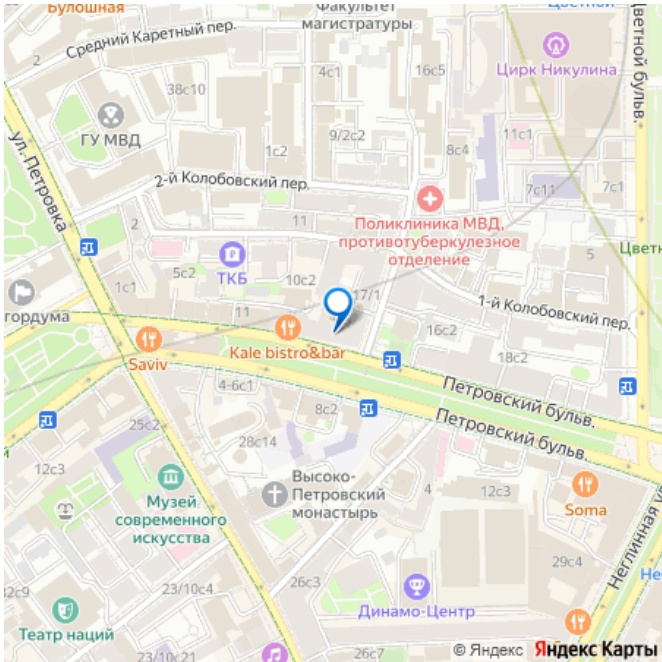 Булошная
Факультет
магистратуры
Цветной
Средний Каретный пер.
Цветной бульв.
2
4с1
16с5
Цирк Никулина
38с10
ГУ МВД
9/2с2
11с1
1с2
8с4
ул. Петровка
2-й Колобовский пер.
7с11
7с1
Поликлиника МВД,
противотуберкулезное
отделение
2
11
5
ТКБ
5с2
10с2
17/1
1с1
гордума
11
1-й Колобовский пер.
16с2
Kale bistro&bar
18с2
Saviv
4-6с1
Петровский бульв.
8с2
Петровский бульв.
25с2
28с14
12с3
Высоко-
Петровский
монастырь
4
12с3
Музей
современного
искусства
Soma
Неглинная
29с4
26с3
23/10с4
32с9
Динамо-Центр
Театр наций
23/10с21
26с7
© Яндекс Яндекс Карты